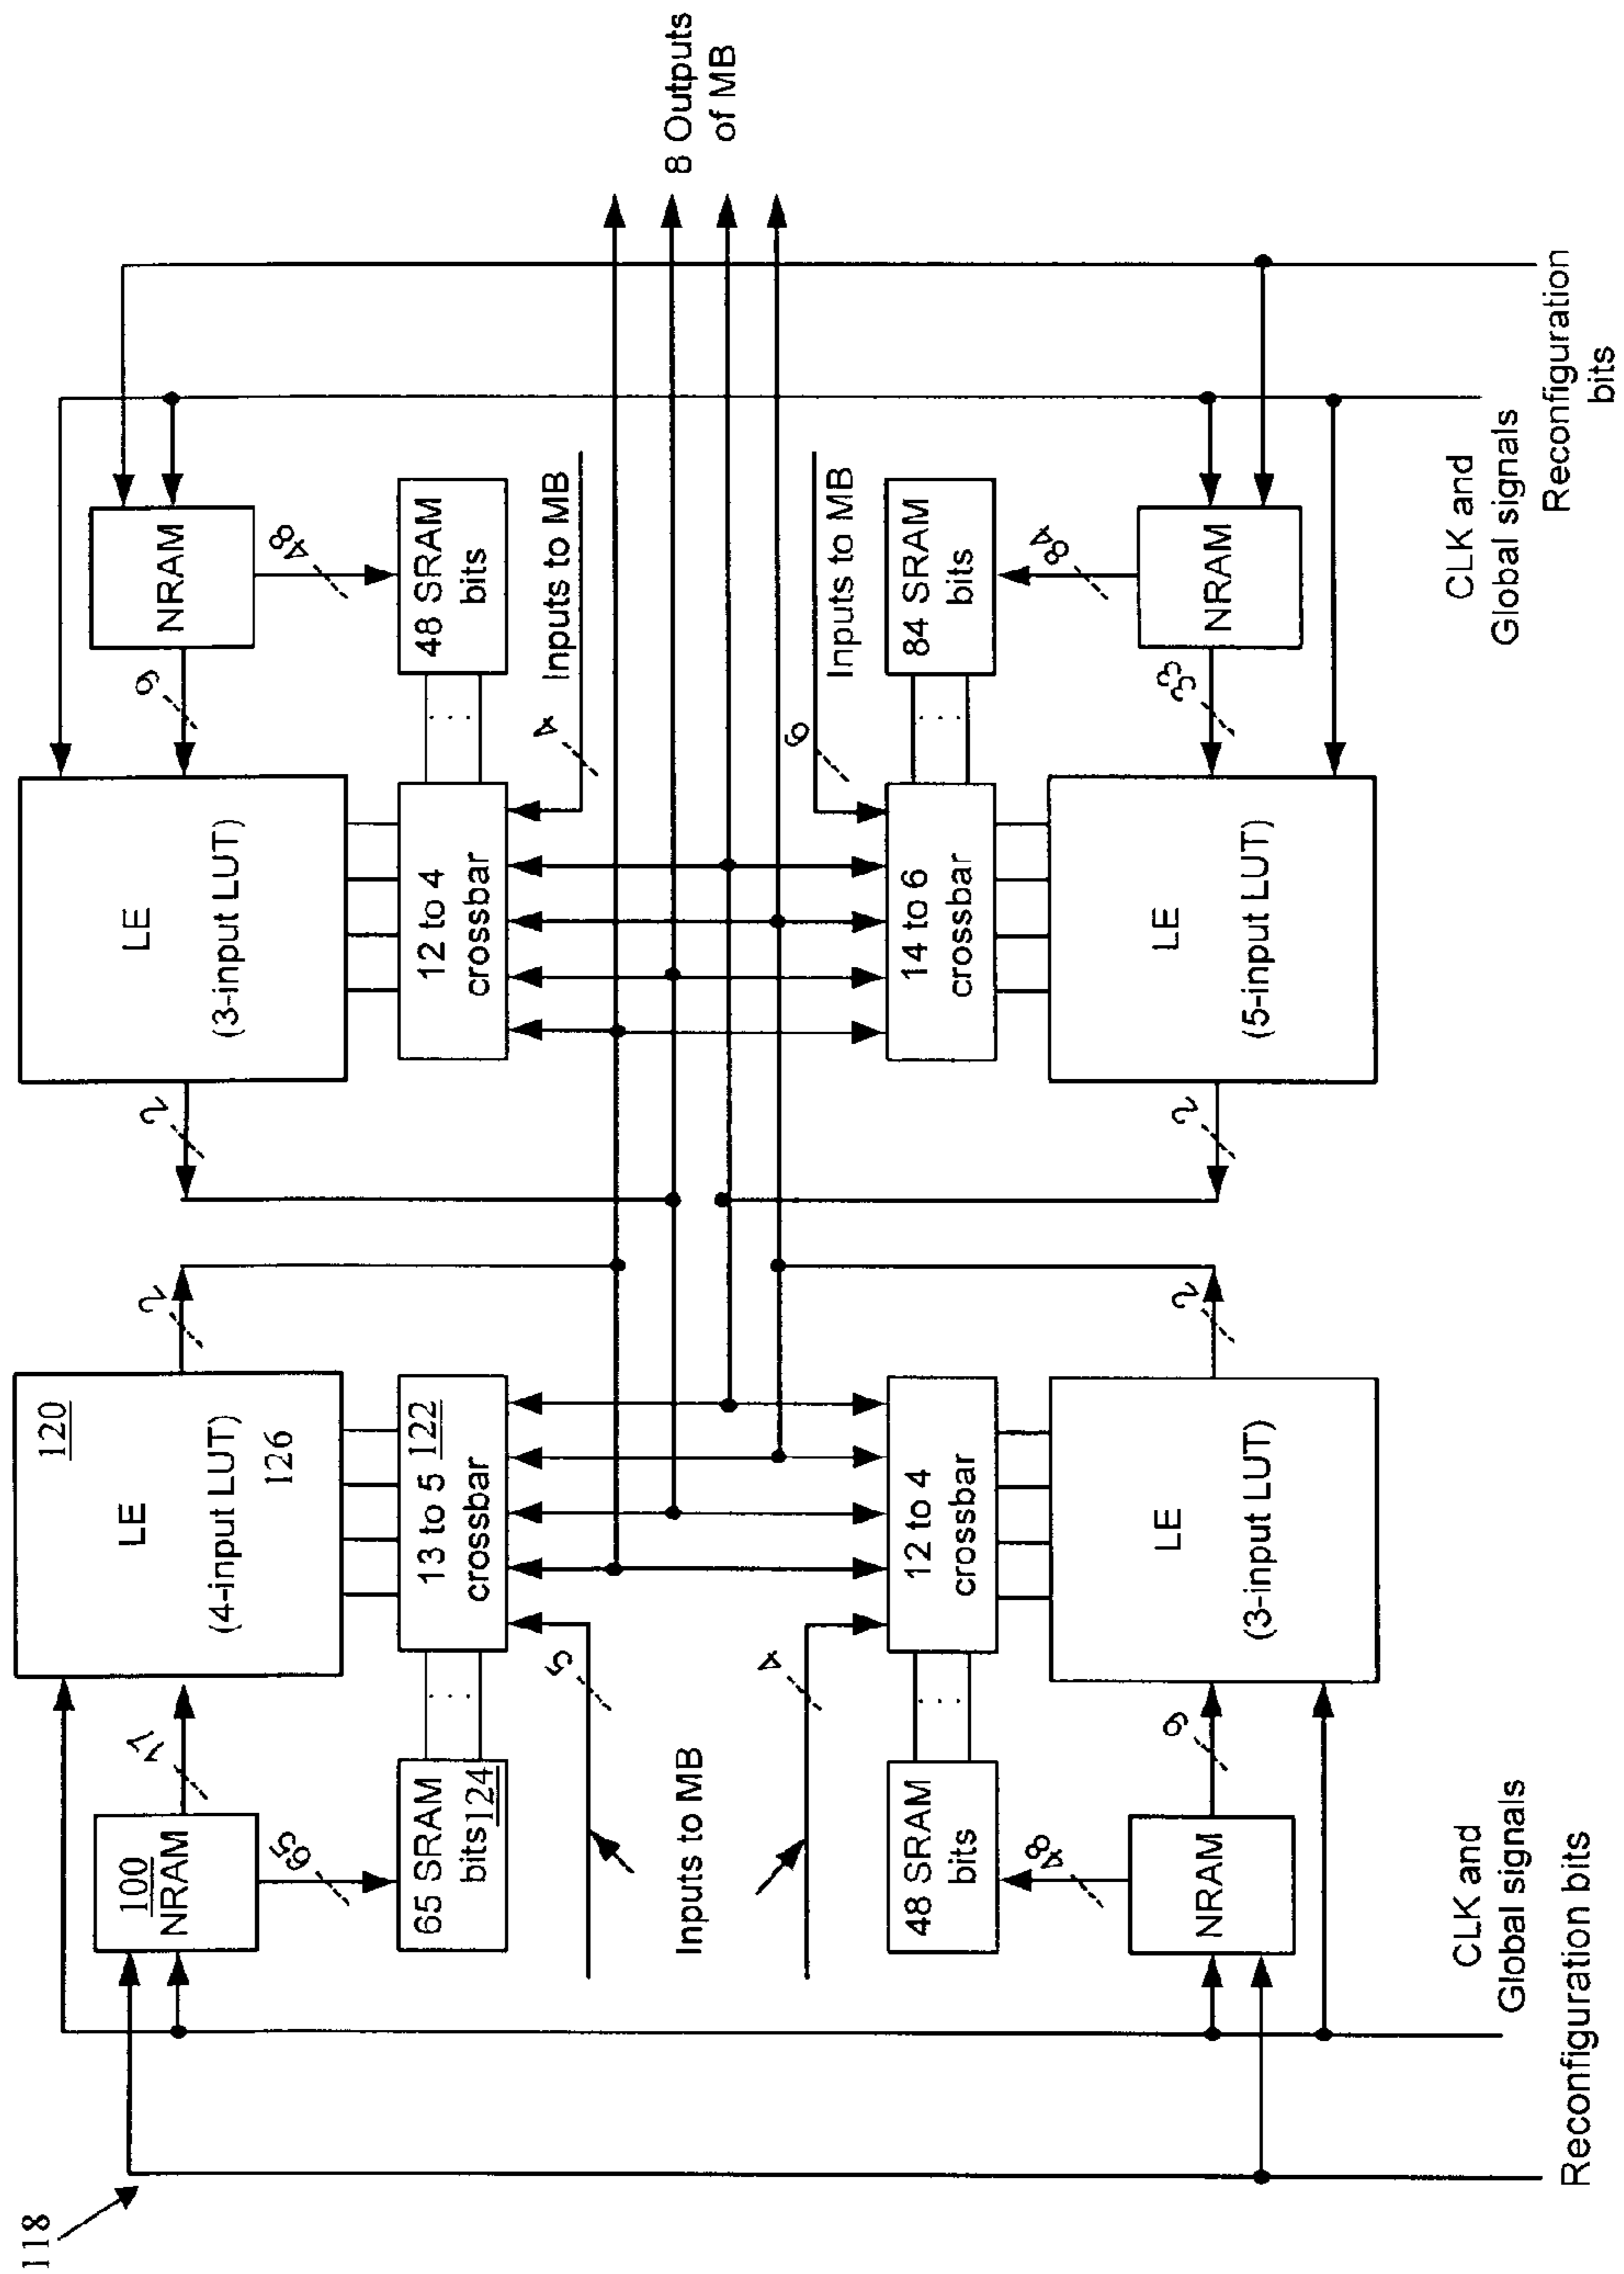 118
120
LE
(4-input LUT)
126
100
NRAM
17
65
65 SRAM
bits 124
13 to 5 122
crossbar
5
2
LE
(3-input LUT)
2
9
NRAM
48
48 SRAM
bits
12 to 4
crossbar
4
Inputs to MB
Inputs to MB
8 Outputs
of MB
4
48 SRAM
bits
48
NRAM
9
12 to 4
crossbar
LE
(3-input LUT)
2
Inputs to MB
6
14 to 6
crossbar
84 SRAM
bits
84
NRAM
33
LE
(5-input LUT)
2
CLK and
Global signals
Reconfiguration bits
CLK and
Global signals
Reconfiguration
bits